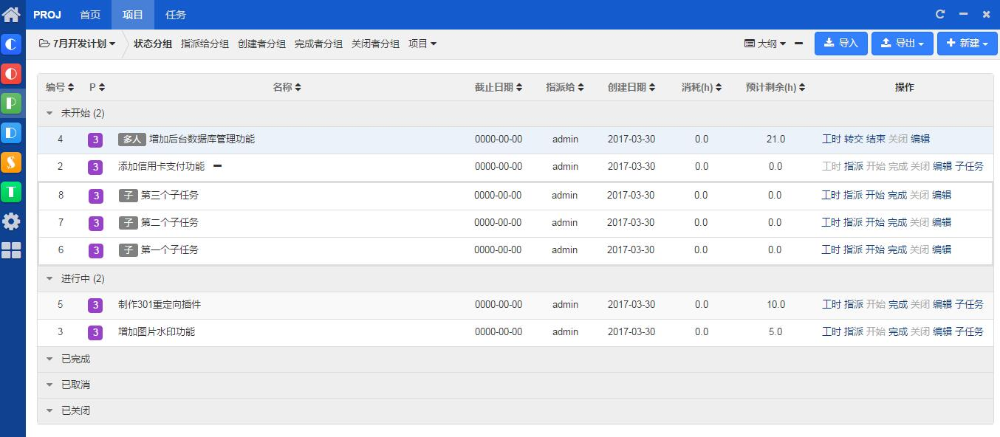 PROJ 首页 项目 任务
7月开发计划 状态分组 指派给分组 创建者分组 完成者分组 关闭者分组 项目 大纲 导入 导出 新建
编号 P 名称 截止日期 指派给 创建日期 消耗(h) 预计剩余(h) 操作
未开始 (2)
4 3 多人 增加后台数据库管理功能 0000-00-00 admin 2017-03-30 0.0 21.0 工时 转交 结束 关闭 编辑
2 3 添加信用卡支付功能 0000-00-00 admin 2017-03-30 0.0 0.0 工时 指派 开始 完成 关闭 编辑 子任务
8 3 子 第三个子任务 0000-00-00 admin 2017-03-30 0.0 0.0 工时 指派 开始 完成 关闭 编辑
7 3 子 第二个子任务 0000-00-00 admin 2017-03-30 0.0 0.0 工时 指派 开始 完成 关闭 编辑
6 3 子 第一个子任务 0000-00-00 admin 2017-03-30 0.0 0.0 工时 指派 开始 完成 关闭 编辑
进行中 (2)
5 3 制作301重定向插件 0000-00-00 admin 2017-03-30 0.0 10.0 工时 指派 开始 完成 关闭 编辑 子任务
3 3 增加图片水印功能 0000-00-00 admin 2017-03-30 0.0 5.0 工时 指派 开始 完成 关闭 编辑 子任务
已完成
已取消
已关闭